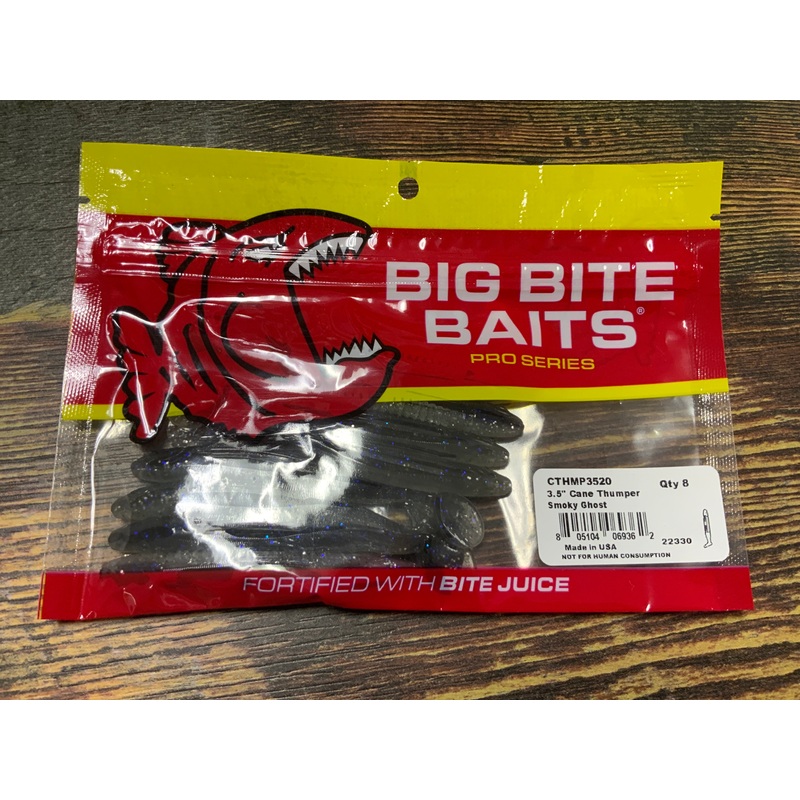 BIG BITE
BAITS®
PRO SERIES
CTHMP3520 Qty 8
3.5" Cane Thumper
Smoky Ghost
8 05104 06936 2
Made in USA 22330
NOT FOR HUMAN CONSUMPTION
FORTIFIED WITH BITE JUICE